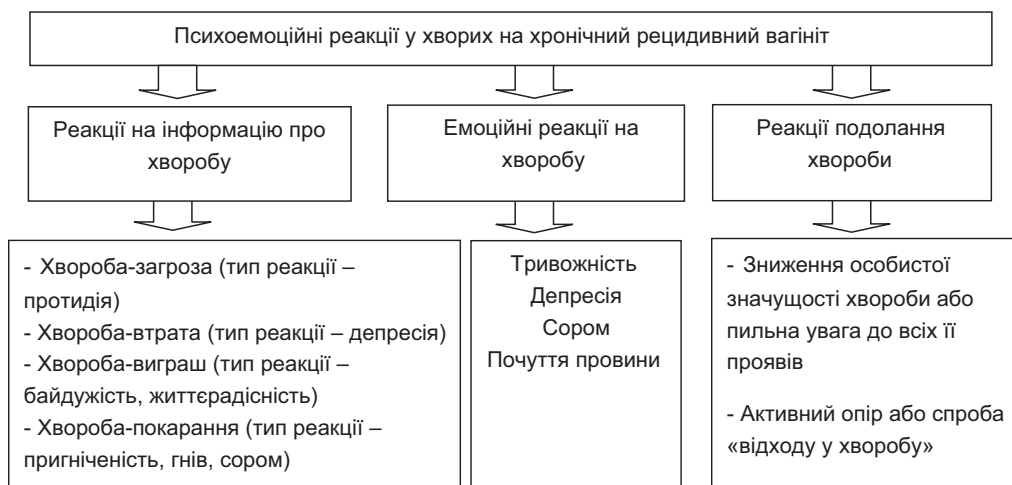 Психоемоційні реакції у хворих на хронічний рецидивний вагініт
Реакції на інформацію про
хворобу
Емоційні реакції на
хворобу
Реакції подолання
хвороби
- Хвороба-загроза (тип реакції –
протидія)
- Хвороба-втрата (тип реакції – депресія)
- Хвороба-виграш (тип реакції –
байдужість, життєрадісність)
- Хвороба-покарання (тип реакції –
пригніченість, гнів, сором)
Тривожність
Депресія
Сором
Почуття провини
- Зниження особистої
значущості хвороби або
пильна увага до всіх її
проявів
- Активний опір або спроба
«відходу у хворобу»